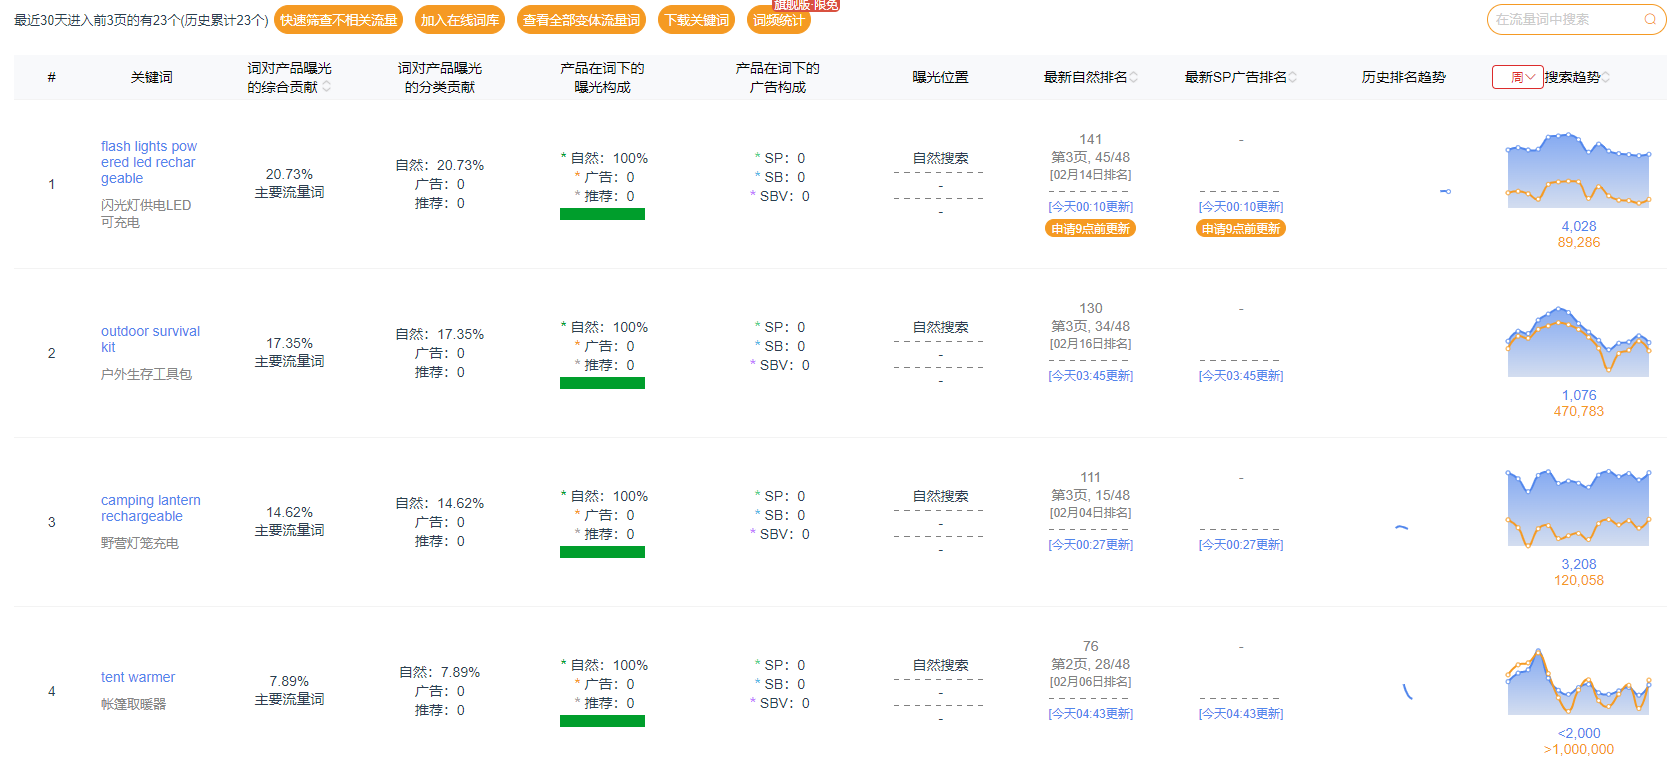 旗舰版·限免
最近30天进入前3页的有23个(历史累计23个) 快速筛查不相关流量 加入在线词库 查看全部变体流量词 下载关键词 词频统计 在流量词中搜索
# 关键词 词对产品曝光的综合贡献 词对产品曝光的分类贡献 产品在词下的曝光构成 产品在词下的广告构成 曝光位置 最新自然排名 最新SP广告排名 历史排名趋势 周 搜索趋势
1
flash lights pow
ered led rechar
geable
闪光灯供电LED
可充电
20.73%
主要流量词
自然：20.73%
广告：0
推荐：0
* 自然：100%
* 广告：0
* 推荐：0
* SP：0
* SB：0
* SBV：0
自然搜索
-
-
141
第3页, 45/48
[02月14日排名]
[今天00:10更新]
申请9点前更新
-
[今天00:10更新]
申请9点前更新
4,028
89,286
2
outdoor survival
kit
户外生存工具包
17.35%
主要流量词
自然：17.35%
广告：0
推荐：0
* 自然：100%
* 广告：0
* 推荐：0
* SP：0
* SB：0
* SBV：0
自然搜索
-
-
130
第3页, 34/48
[02月16日排名]
[今天03:45更新]
-
[今天03:45更新]
1,076
470,783
3
camping lantern
rechargeable
野营灯笼充电
14.62%
主要流量词
自然：14.62%
广告：0
推荐：0
* 自然：100%
* 广告：0
* 推荐：0
* SP：0
* SB：0
* SBV：0
自然搜索
-
-
111
第3页, 15/48
[02月04日排名]
[今天00:27更新]
-
[今天00:27更新]
3,208
120,058
4
tent warmer
帐篷取暖器
7.89%
主要流量词
自然：7.89%
广告：0
推荐：0
* 自然：100%
* 广告：0
* 推荐：0
* SP：0
* SB：0
* SBV：0
自然搜索
-
-
76
第2页, 28/48
[02月06日排名]
[今天04:43更新]
-
[今天04:43更新]
<2,000
>1,000,000